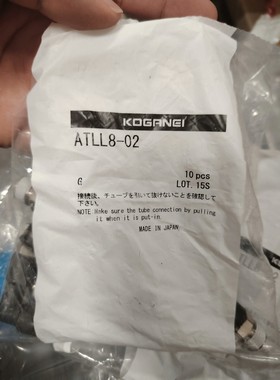 KOGANEI
ATLL8-02
G
10 pcs
LOT. 15S
接続後、チューブを引いて抜けないことを確認して下さい。
NOTE) Make sure the tube connection by pulling
it when it is put-in.
MADE IN JAPAN